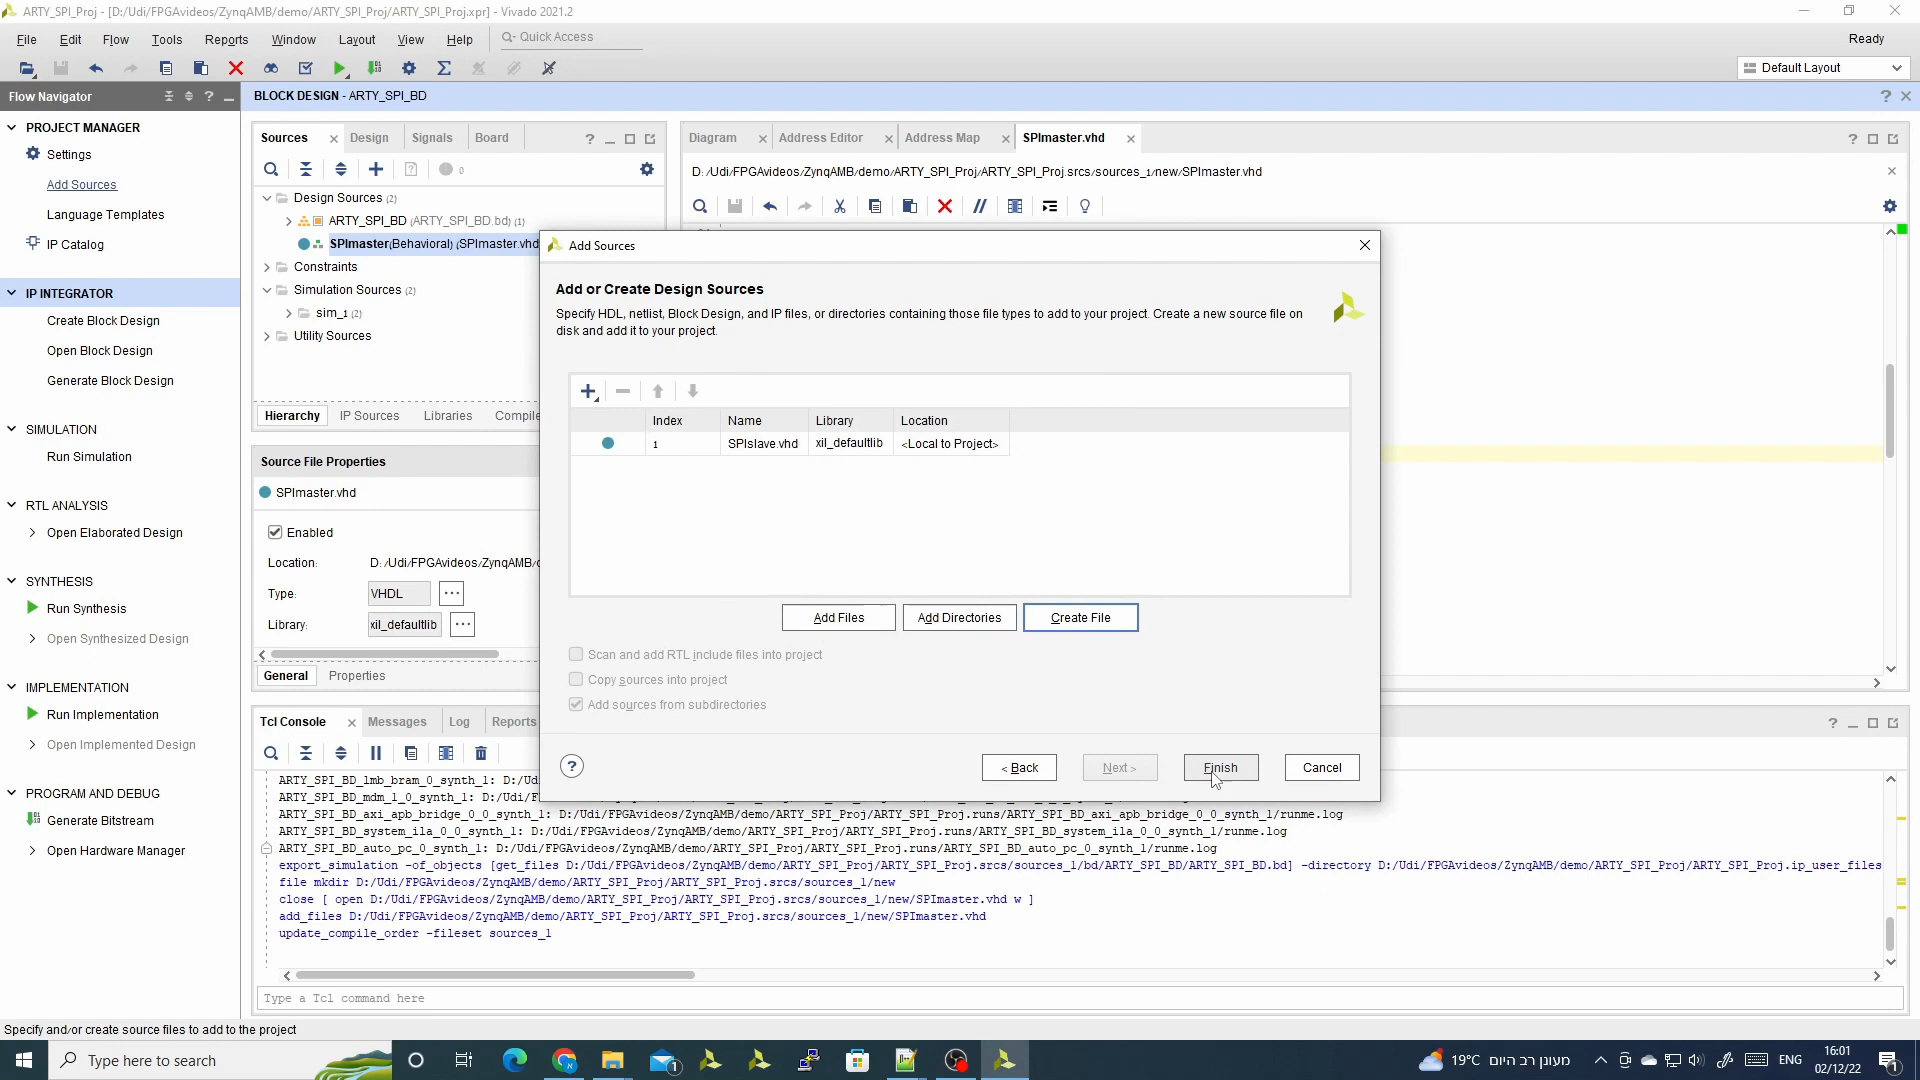 ARTY_SPI_Proj - [D:/Udi/FPGAvideos/ZynqAMB/demo/ARTY_SPI_Proj/ARTY_SPI_Proj.xpr] - Vivado 2021.2
File Edit Flow Tools Reports Window Layout View Help Quick Access Ready
Default Layout
Flow Navigator
BLOCK DESIGN - ARTY_SPI_BD
PROJECT MANAGER
Settings
Add Sources
Language Templates
IP Catalog
IP INTEGRATOR
Create Block Design
Open Block Design
Generate Block Design
SIMULATION
Run Simulation
RTL ANALYSIS
Open Elaborated Design
SYNTHESIS
Run Synthesis
Open Synthesized Design
IMPLEMENTATION
Run Implementation
Open Implemented Design
PROGRAM AND DEBUG
Generate Bitstream
Open Hardware Manager
Sources Design Signals Board
0
Design Sources (2)
ARTY_SPI_BD (ARTY_SPI_BD.bd) (1)
SPImaster(Behavioral) (SPImaster.vhd
Constraints
Simulation Sources (2)
sim_1 (2)
Utility Sources
Hierarchy IP Sources Libraries Compile
Source File Properties
SPImaster.vhd
Enabled
Location: D:/Udi/FPGAvideos/ZynqAMB/
Type: VHDL
Library: xil_defaultlib
General Properties
Diagram Address Editor Address Map SPImaster.vhd
D:/Udi/FPGAvideos/ZynqAMB/demo/ARTY_SPI_Proj/ARTY_SPI_Proj.srcs/sources_1/new/SPImaster.vhd
Add Sources
Add or Create Design Sources
Specify HDL, netlist, Block Design, and IP files, or directories containing those file types to add to your project. Create a new source file on
disk and add it to your project.
Index Name Library Location
1 SPIslave.vhd xil_defaultlib <Local to Project>
Add Files Add Directories Create File
Scan and add RTL include files into project
Copy sources into project
Add sources from subdirectories
? < Back Next > Finish Cancel
Tcl Console Messages Log Reports
ARTY_SPI_BD_lmb_bram_0_synth_1: D:/Ud
ARTY_SPI_BD_mdm_1_0_synth_1: D:/Udi/F
ARTY_SPI_BD_axi_apb_bridge_0_0_synth_1: D:/Udi/FPGAvideos/ZynqAMB/demo/ARTY_SPI_Proj/ARTY_SPI_Proj.runs/ARTY_SPI_BD_axi_apb_bridge_0_0_synth_1/runme.log
ARTY_SPI_BD_system_ila_0_0_synth_1: D:/Udi/FPGAvideos/ZynqAMB/demo/ARTY_SPI_Proj/ARTY_SPI_Proj.runs/ARTY_SPI_BD_system_ila_0_0_synth_1/runme.log
ARTY_SPI_BD_auto_pc_0_synth_1: D:/Udi/FPGAvideos/ZynqAMB/demo/ARTY_SPI_Proj/ARTY_SPI_Proj.runs/ARTY_SPI_BD_auto_pc_0_synth_1/runme.log
export_simulation -of_objects [get_files D:/Udi/FPGAvideos/ZynqAMB/demo/ARTY_SPI_Proj/ARTY_SPI_Proj.srcs/sources_1/bd/ARTY_SPI_BD/ARTY_SPI_BD.bd] -directory D:/Udi/FPGAvideos/ZynqAMB/demo/ARTY_SPI_Proj/ARTY_SPI_Proj.ip_user_files
file mkdir D:/Udi/FPGAvideos/ZynqAMB/demo/ARTY_SPI_Proj/ARTY_SPI_Proj.srcs/sources_1/new
close [ open D:/Udi/FPGAvideos/ZynqAMB/demo/ARTY_SPI_Proj/ARTY_SPI_Proj.srcs/sources_1/new/SPImaster.vhd w ]
add_files D:/Udi/FPGAvideos/ZynqAMB/demo/ARTY_SPI_Proj/ARTY_SPI_Proj.srcs/sources_1/new/SPImaster.vhd
update_compile_order -fileset sources_1
Type a Tcl command here
Specify and/or create source files to add to the project
Type here to search
19°C מעונן רב היום
ENG
16:01
02/12/22